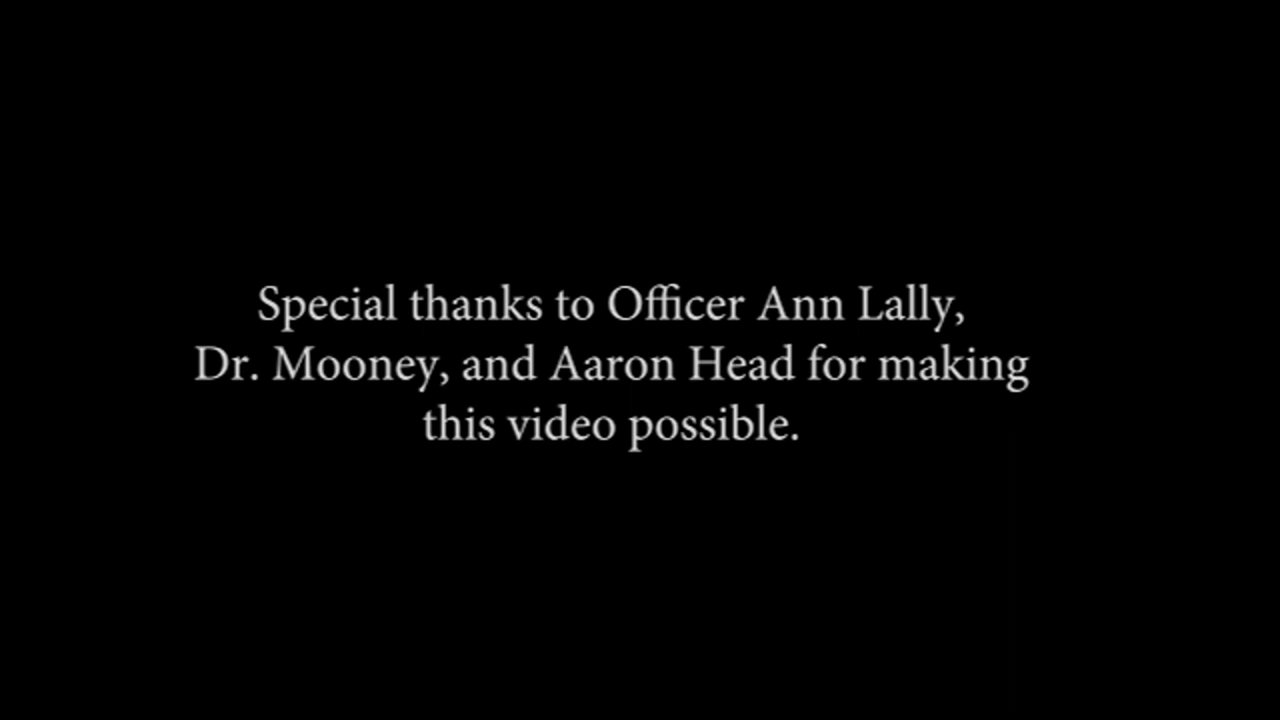 Special thanks to Officer Ann Lally,
Dr. Mooney, and Aaron Head for making
this video possible.